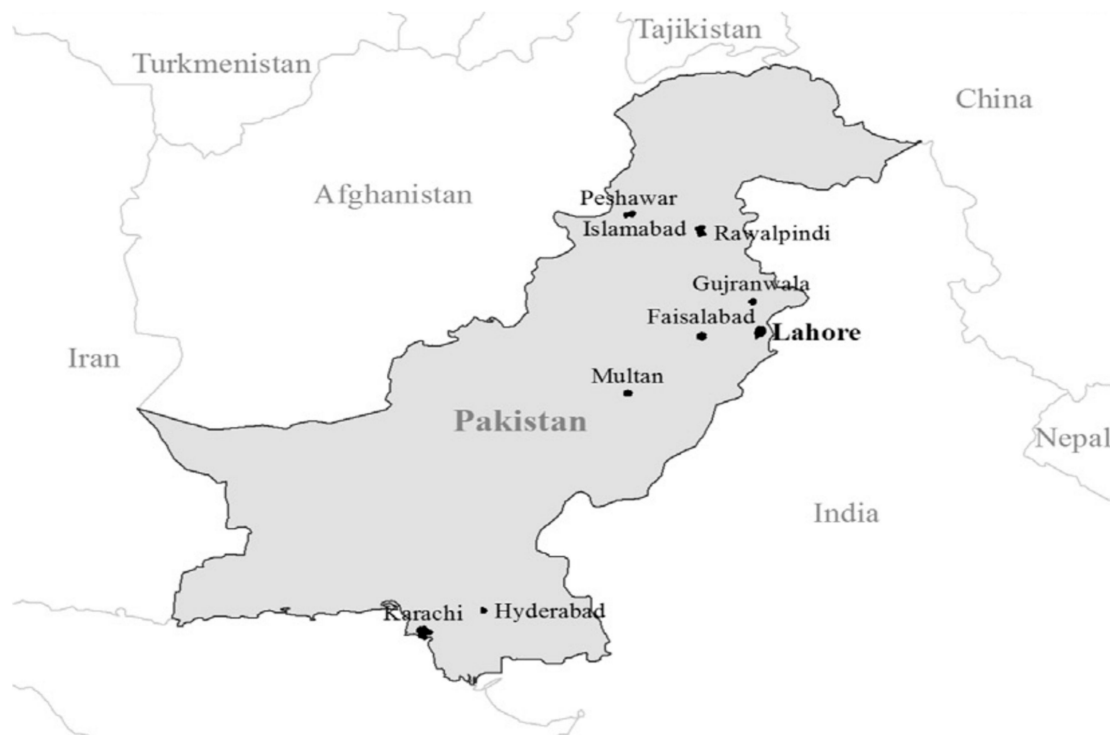 Tajikistan
Turkmenistan
China
Afghanistan
Peshawar
Islamabad
Rawalpindi
Gujranwala
Faisalabad
Lahore
Iran
Multan
Pakistan
Nepal
India
Karachi
Hyderabad